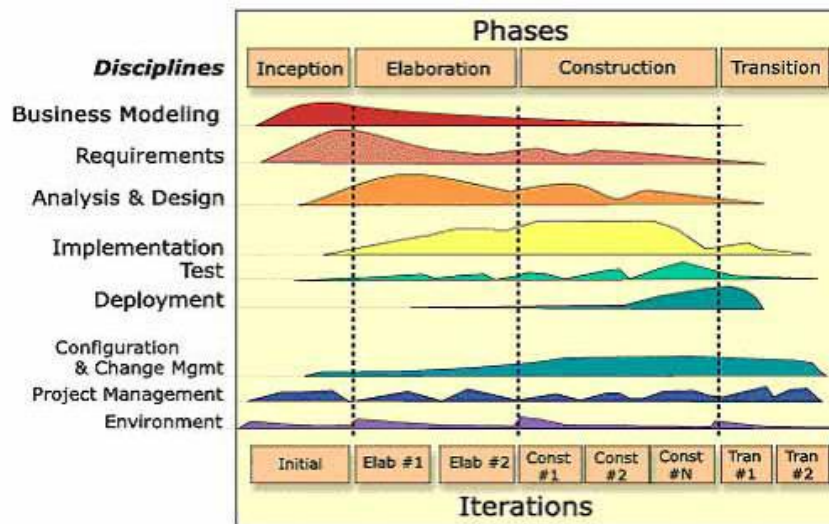 Phases
Disciplines Inception Elaboration Construction Transition
Business Modeling
Requirements
Analysis & Design
Implementation
Test
Deployment
Configuration
& Change Mgmt
Project Management
Environment
Initial Elab #1 Elab #2 Const #1 Const #2 Const #N Tran #1 Tran #2
Iterations